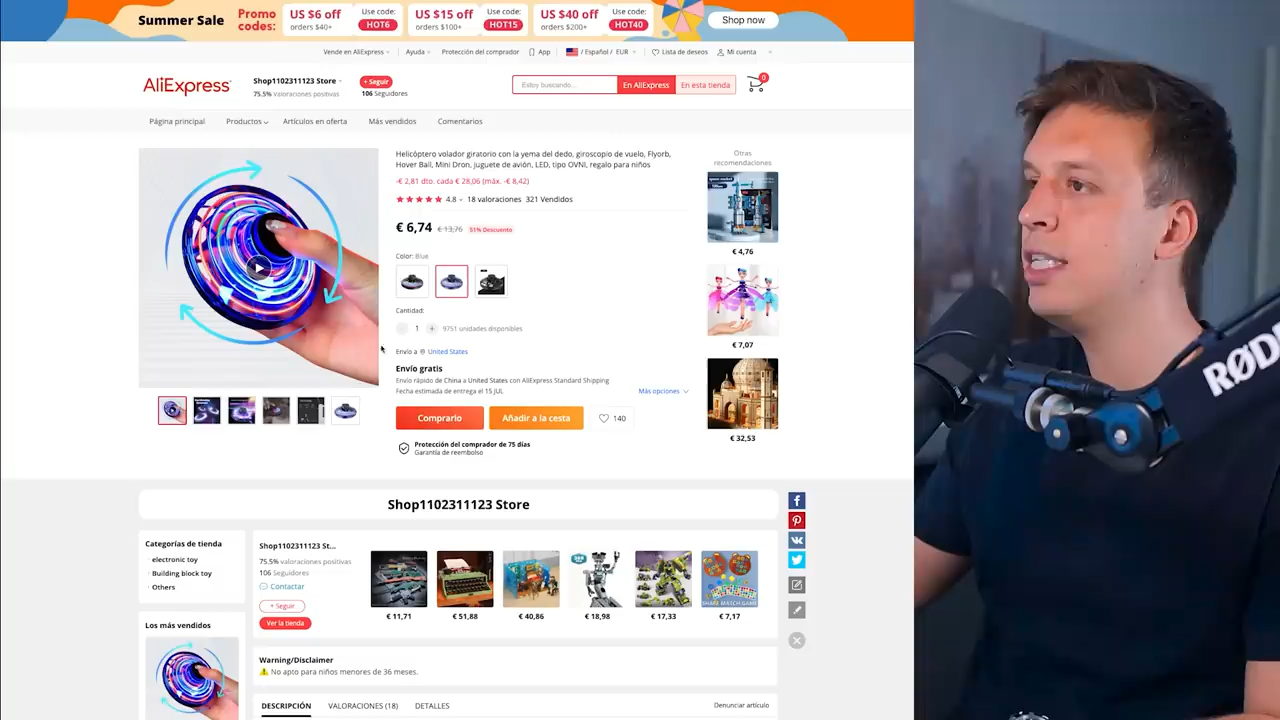 Summer Sale
Promo codes:
US $6 off
orders $40+
Use code:
HOT6
US $15 off
orders $100+
Use code:
HOT15
US $40 off
orders $200+
Use code:
HOT40
Shop now
Vende en AliExpress
Ayuda
Protección del comprador
App
/ Español / EUR
Lista de deseos
Mi cuenta
AliExpress
Shop1102311123 Store
75.5% Valoraciones positivas
+ Seguir
106 Seguidores
Estoy buscando...
En AliExpress
En esta tienda
0
Página principal
Productos
Artículos en oferta
Más vendidos
Comentarios
Helicóptero volador giratorio con la yema del dedo, giroscopio de vuelo, Flyorb,
Hover Ball, Mini Dron, juguete de avión, LED, tipo OVNI, regalo para niños
-€ 2,81 dto. cada € 28,06 (máx. -€ 8,42)
4.8
18 valoraciones
321 Vendidos
€ 6,74
€ 13,76
51% Descuento
Color: Blue
Cantidad:
- 1 +
9751 unidades disponibles
Envío a
United States
Envío gratis
Envío rápido de China a United States con AliExpress Standard Shipping
Fecha estimada de entrega el 15 JUL
Más opciones
Comprarlo
Añadir a la cesta
140
Protección del comprador de 75 días
Garantía de reembolso
Otras
recomendaciones
€ 4,76
€ 7,07
€ 32,53
RØD
Shop1102311123 Store
Categorías de tienda
electronic toy
Building block toy
Others
Los más vendidos
Shop1102311123 St...
75.5% valoraciones positivas
106 Seguidores
Contactar
+ Seguir
Ver la tienda
€ 11,71
€ 51,88
€ 40,86
€ 18,98
€ 17,33
SHAPE MATCH GAME
€ 7,17
Warning/Disclaimer
No apto para niños menores de 36 meses.
DESCRIPCIÓN
VALORACIONES (18)
DETALLES
Denunciar artículo